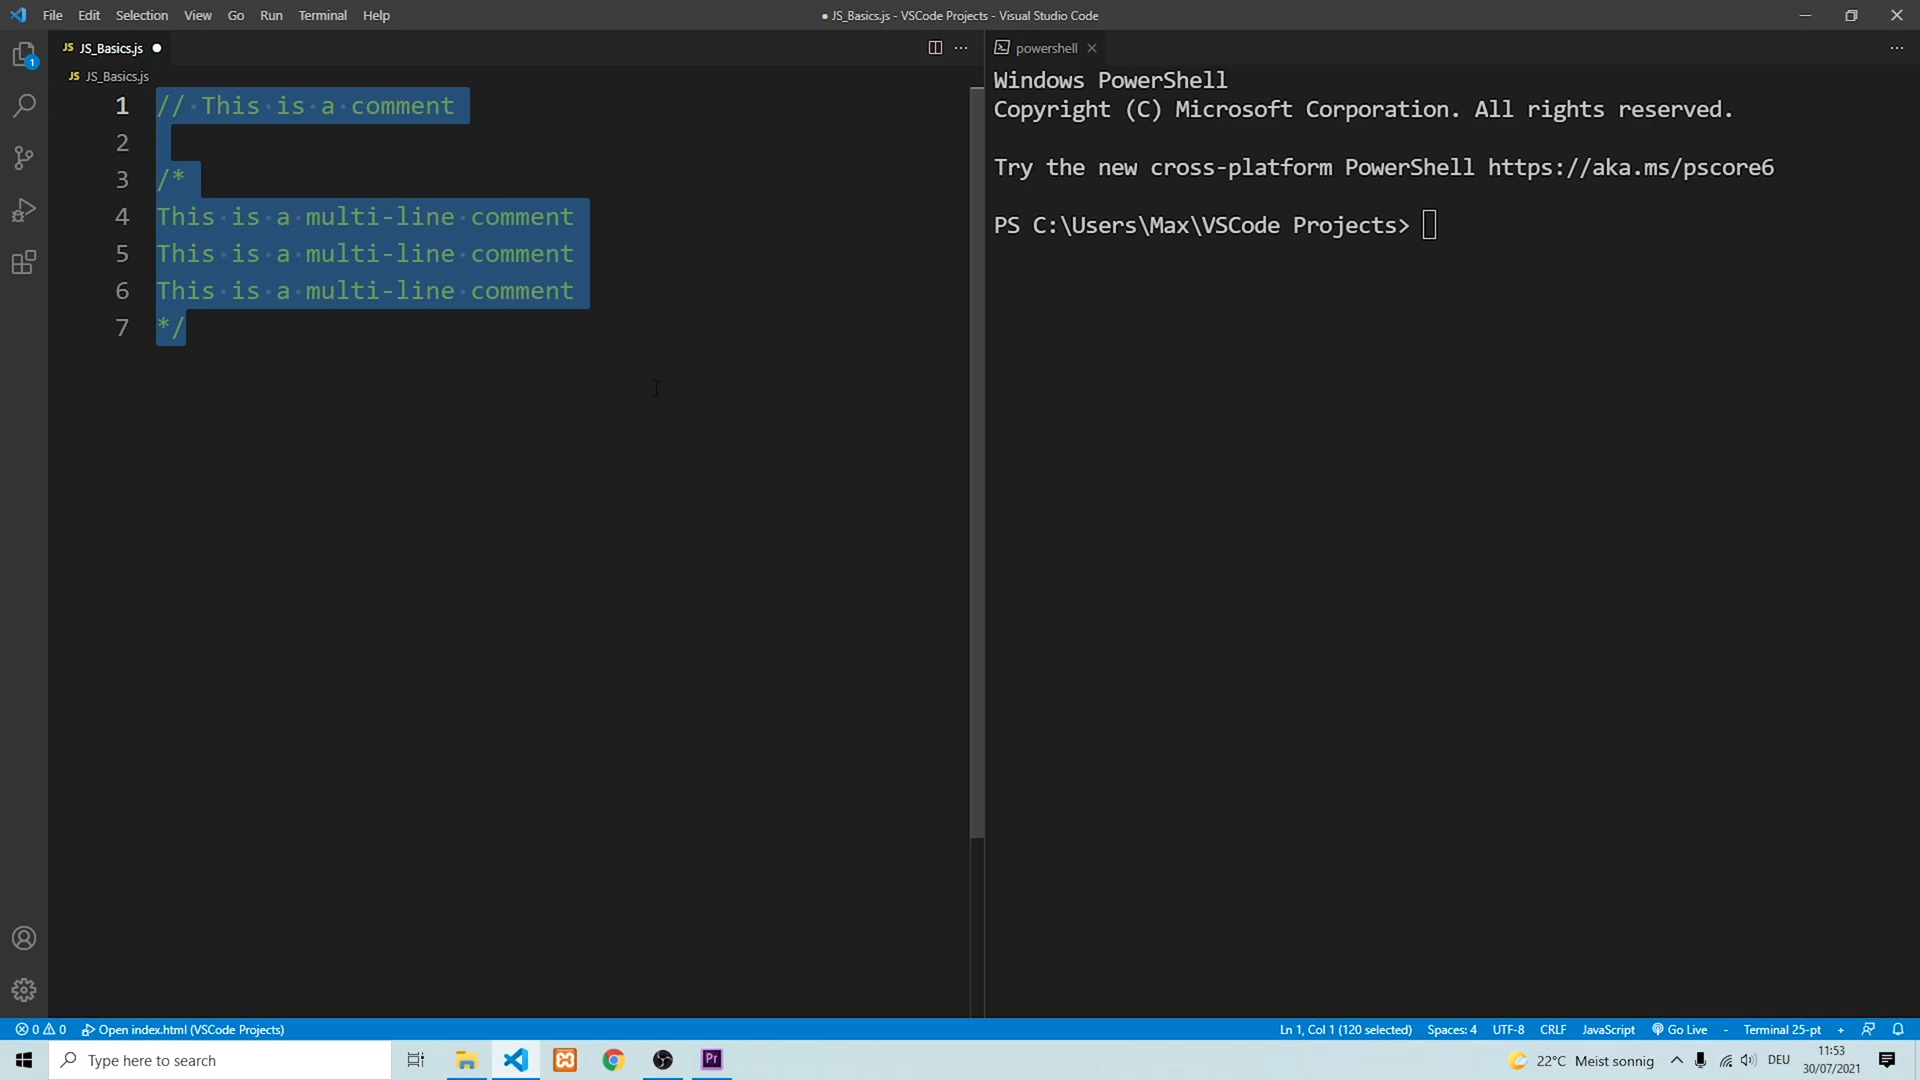 File Edit Selection View Go Run Terminal Help
● JS_Basics.js - VSCode Projects - Visual Studio Code
JS JS_Basics.js ●
JS JS_Basics.js
1 // This is a comment
2
3 /*
4 This is a multi-line comment
5 This is a multi-line comment
6 This is a multi-line comment
7 */
powershell
Windows PowerShell
Copyright (C) Microsoft Corporation. All rights reserved.
Try the new cross-platform PowerShell https://aka.ms/pscore6
PS C:\Users\Max\VSCode Projects>
1
0 0 Open index.html (VSCode Projects)
Ln 1, Col 1 (120 selected) Spaces: 4 UTF-8 CRLF JavaScript Go Live - Terminal 25-pt +
Type here to search
Pr
22°C Meist sonnig DEU
11:53
30/07/2021